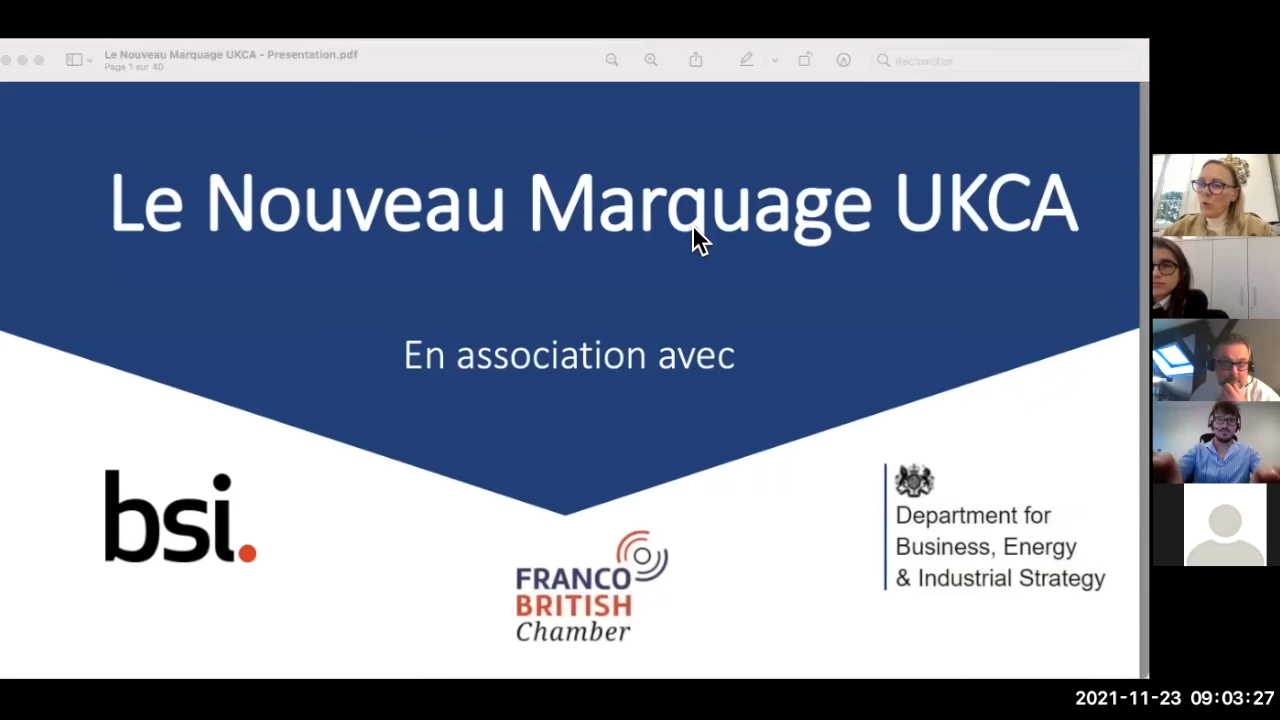 Le Nouveau Marquage UKCA - Presentation.pdf
Page 1 sur 40
Rechercher
Le Nouveau Marquage UKCA
En association avec
bsi.
FRANCO
BRITISH
Chamber
Department for
Business, Energy
& Industrial Strategy
2021-11-23 09:03:27